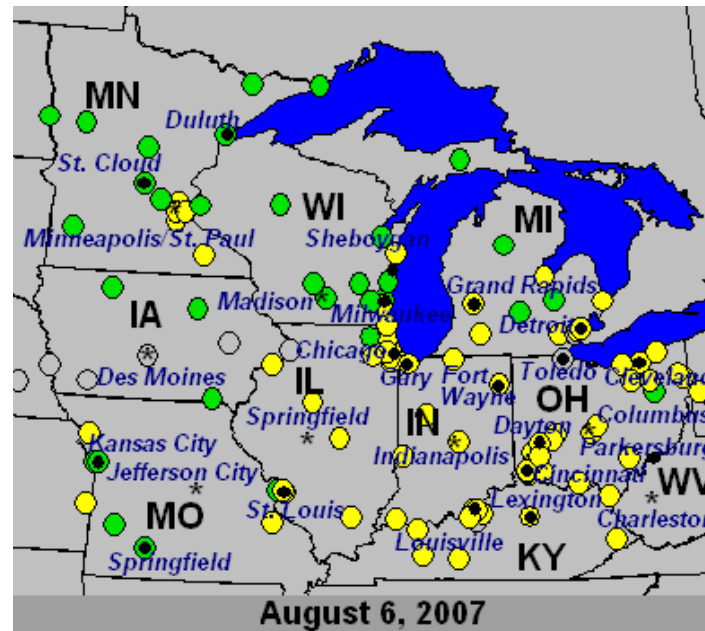 MN
Duluth
St. Cloud
WI
MI
Minneapolis/St. Paul
Sheboygan
Grand Rapids
Madison
Milwaukee
IA
Detroit
Chicago
Des Moines
IL
Gary
Fort Wayne
Toledo
Cleveland
OH
Springfield
IN
Columbus
Kansas City
Dayton
Indianapolis
Parkersburg
Jefferson City
Cincinnati
WV
MO
St. Louis
Lexington
Charleston
Louisville
Springfield
KY
August 6, 2007